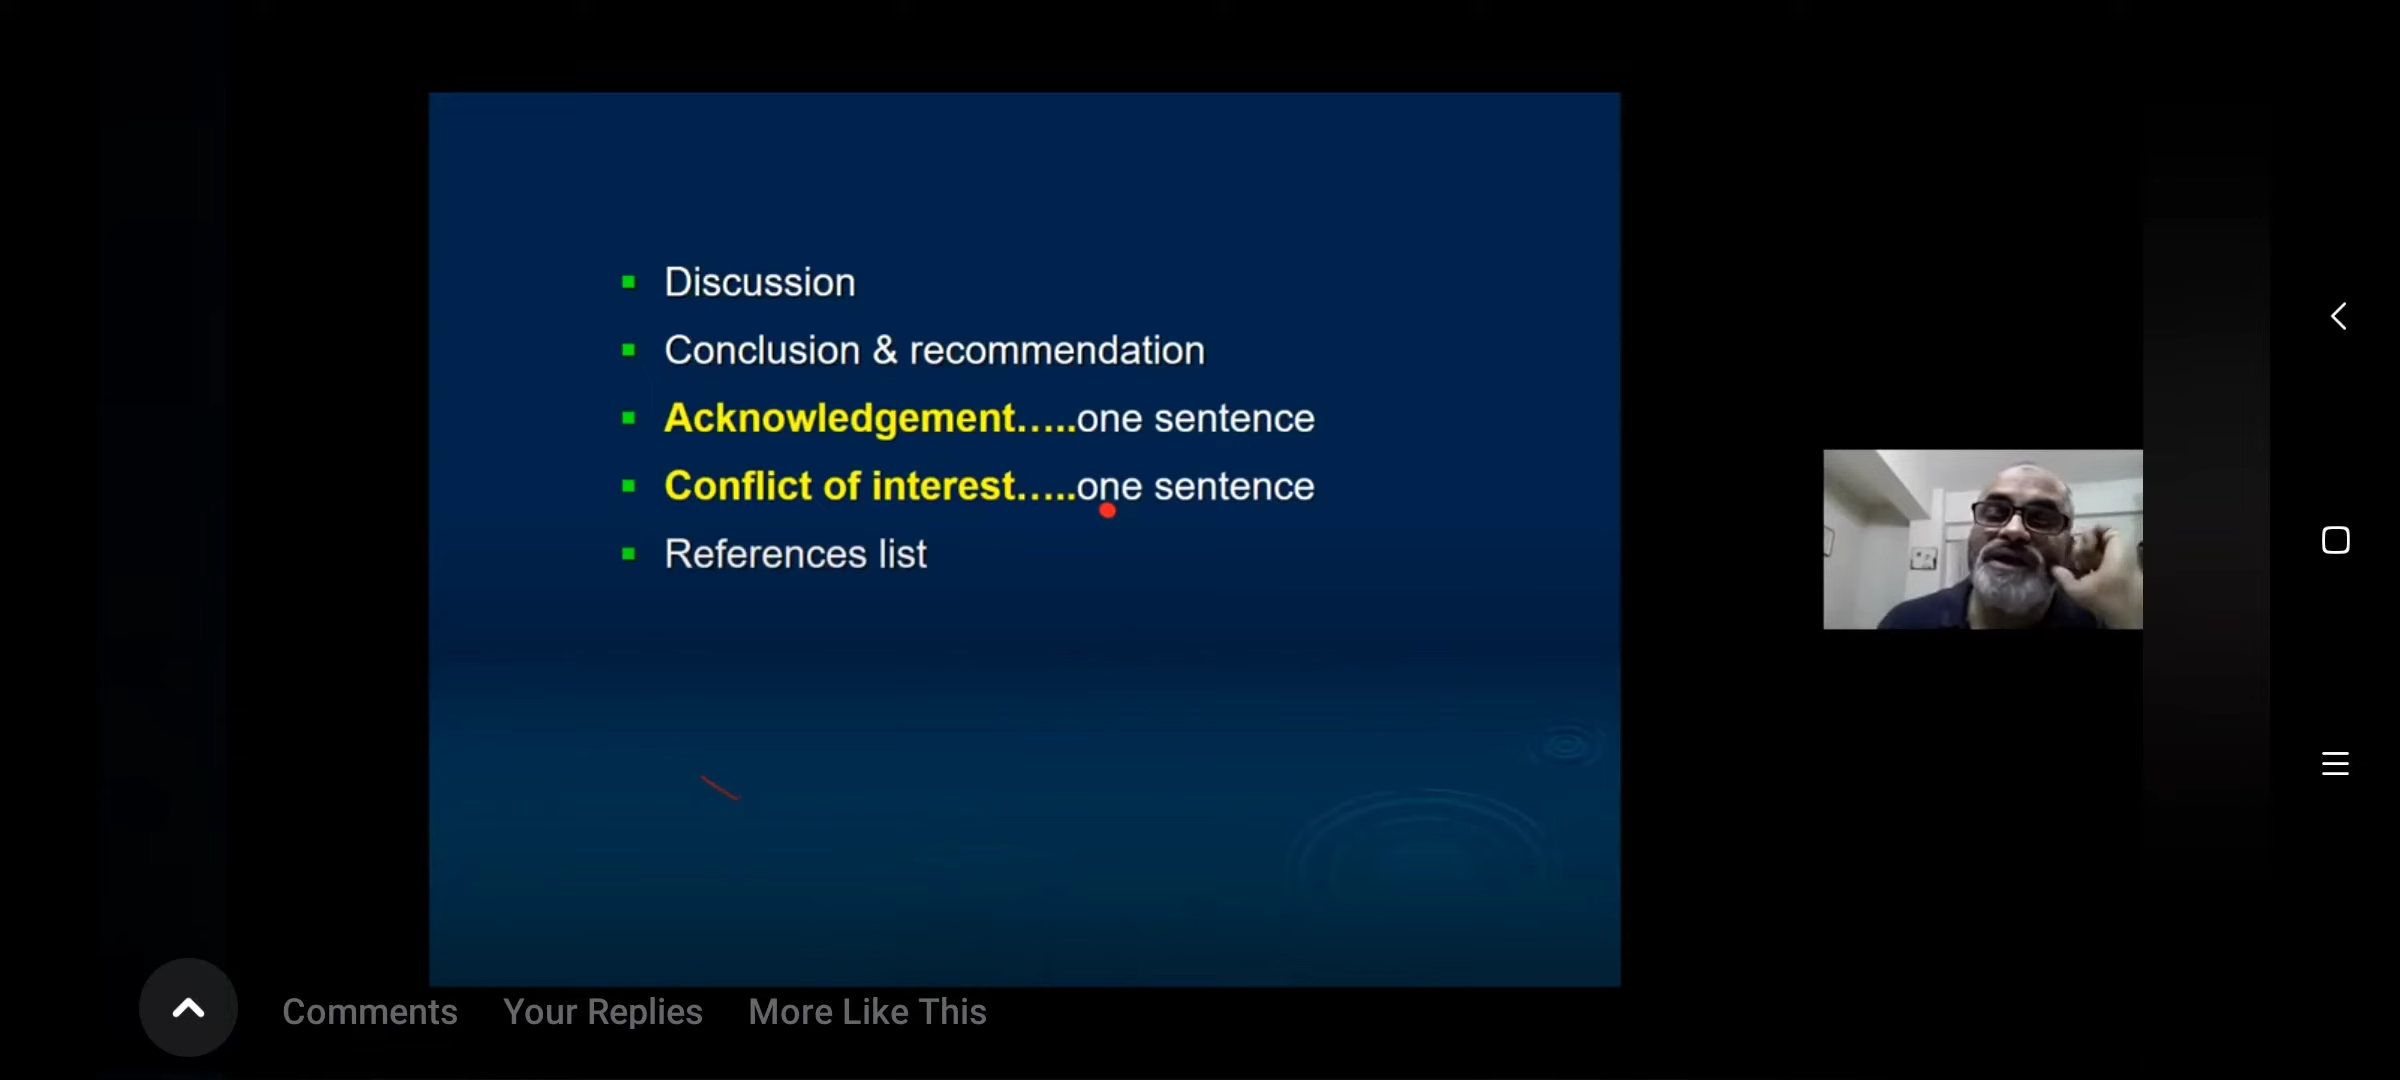 Discussion
Conclusion & recommendation
Acknowledgement.....one sentence
Conflict of interest.....one sentence
References list
Comments Your Replies More Like This